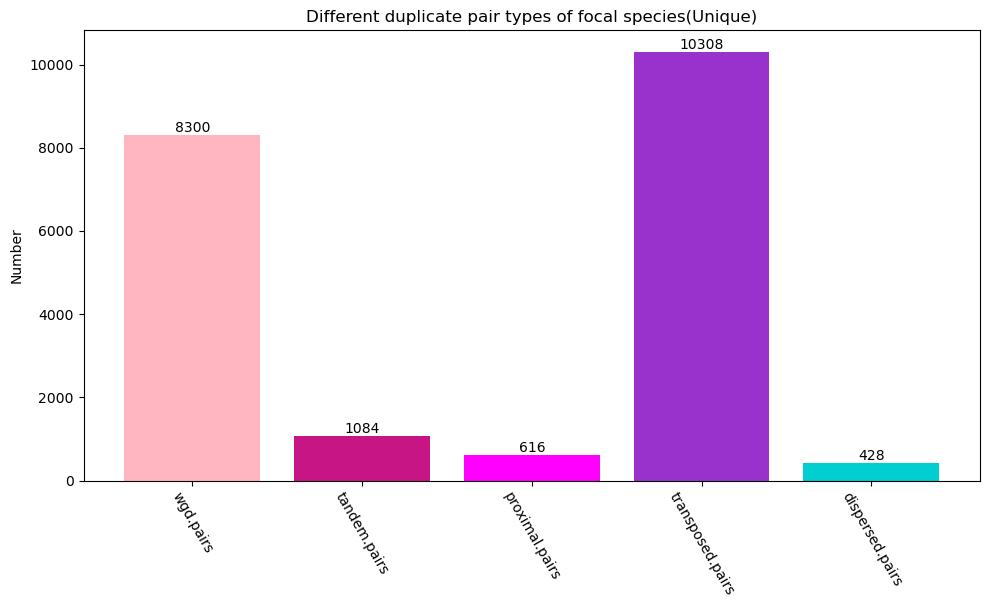 Different duplicate pair types of focal species(Unique)
10308
10000
8300
8000
6000
Number
4000
2000
1084
616
428
0
wgd.pairs
tandem.pairs
proximal.pairs
transposed.pairs
dispersed.pairs